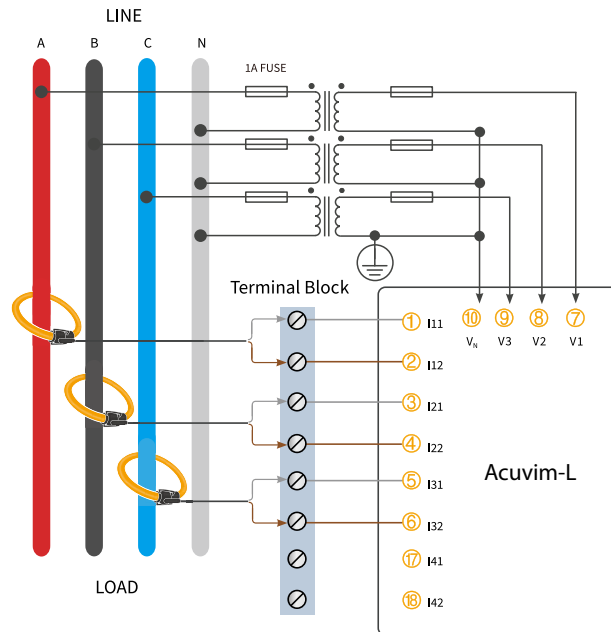 LINE
A B C N
1A FUSE
Terminal Block
1 I11
2 I12
3 I21
4 I22
5 I31
6 I32
17 I41
18 I42
10 9 8 7
VN V3 V2 V1
Acuvim-L
LOAD